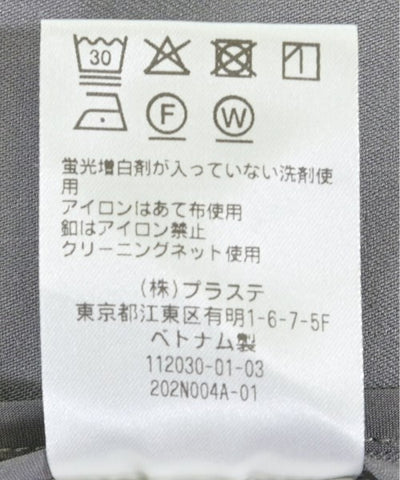 30
F W
蛍光増白剤が入っていない洗剤使
用
アイロンはあて布使用
釦はアイロン禁止
クリーニングネット使用
(株)プラステ
東京都江東区有明1-6-7-5F
ベトナム製
112030-01-03
202N004A-01